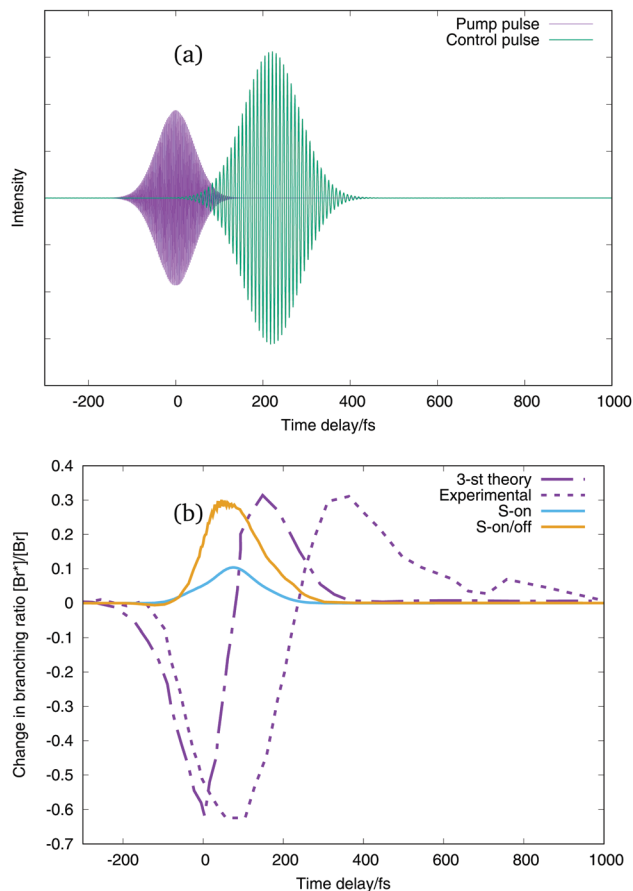 (a)
Pump pulse
Control pulse
Intensity
-200 0 200 400 600 800 1000
Time delay/fs
0.4
0.3
0.2
0.1
0
-0.1
-0.2
-0.3
-0.4
-0.5
-0.6
-0.7
(b)
3-st theory
Experimental
S-on
S-on/off
Change in branching ratio [Br*]/[Br]
-200 0 200 400 600 800 1000
Time delay/fs